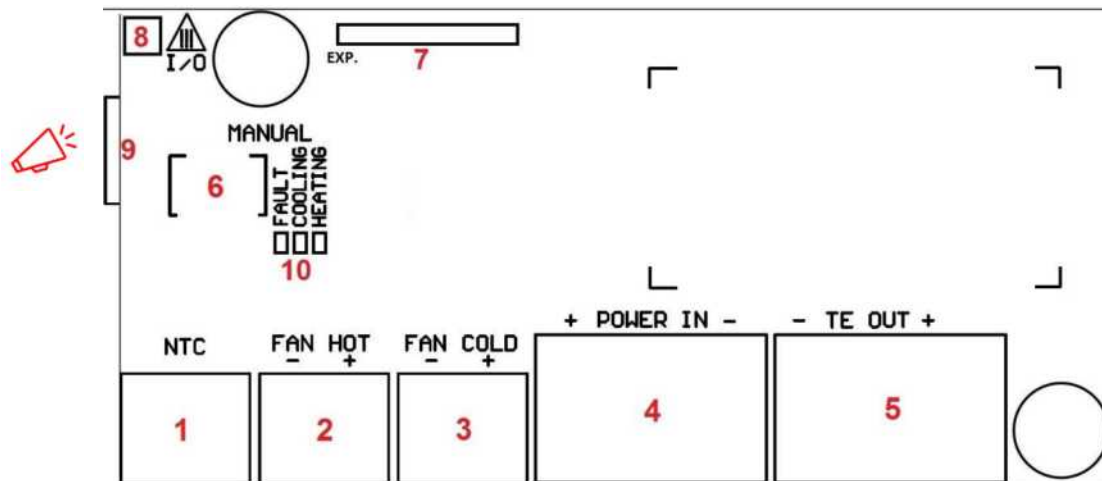 8
I/O
EXP.
7
9
MANUAL
6
FAULT
COOLING
HEATING
10
NTC
FAN HOT
- +
FAN COLD
- +
+ POWER IN -
- TE OUT +
1
2
3
4
5